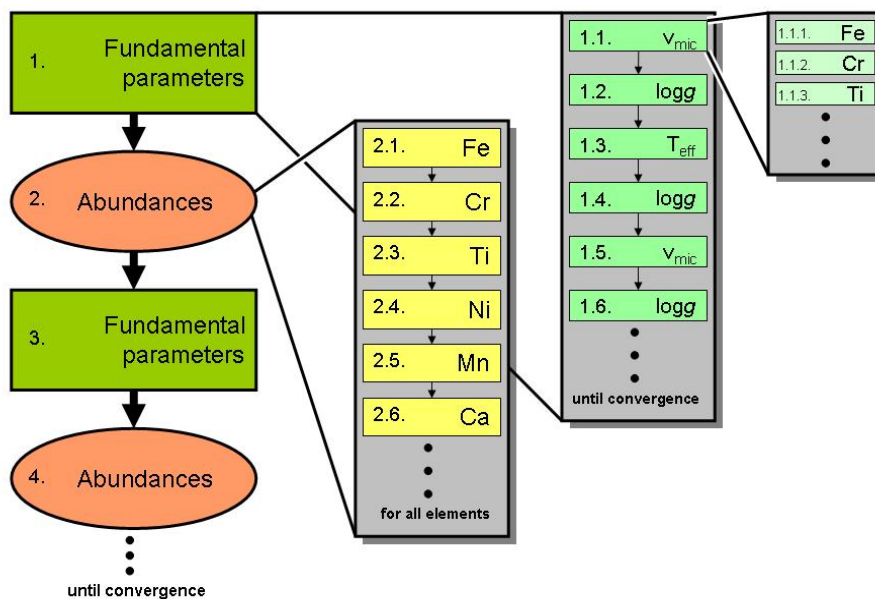 1. Fundamental
parameters
2. Abundances
3. Fundamental
parameters
4. Abundances
until convergence
2.1. Fe
2.2. Cr
2.3. Ti
2.4. Ni
2.5. Mn
2.6. Ca
for all elements
1.1. vmic
1.2. logg
1.3. Teff
1.4. logg
1.5. vmic
1.6. logg
until convergence
1.1.1. Fe
1.1.2. Cr
1.1.3. Ti